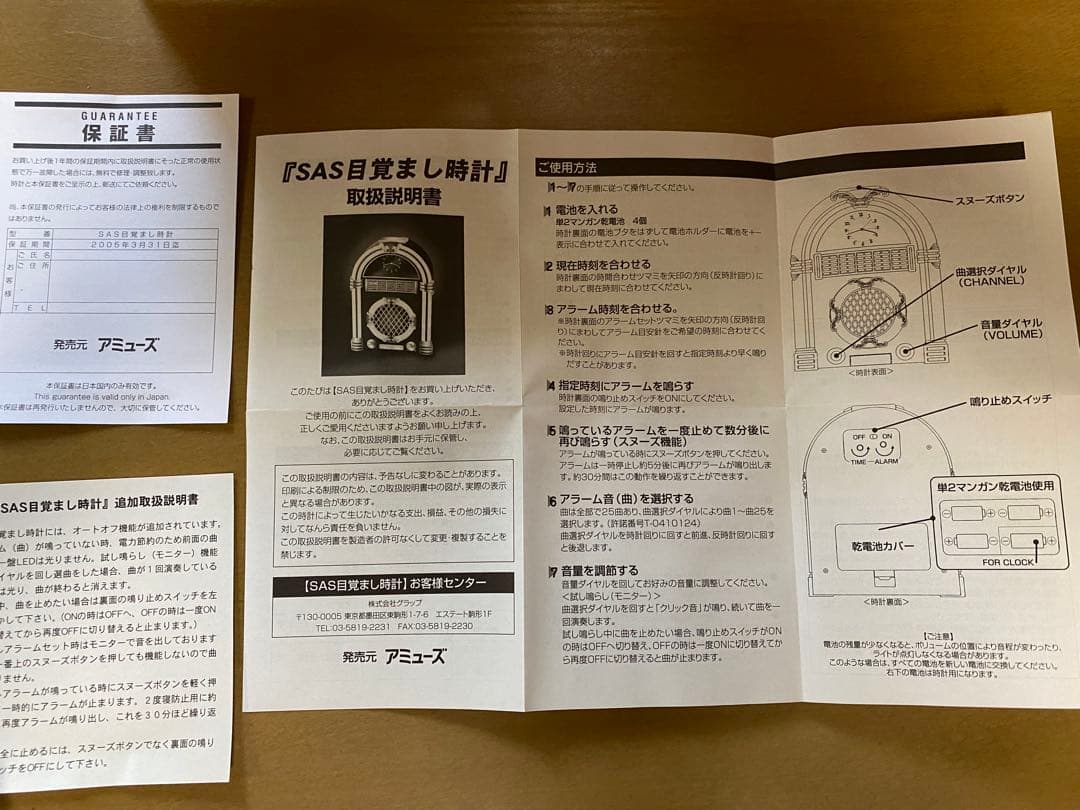 GUARANTEE
保証書
お買い上げ後1年間の保証期間内に取扱説明書にそった正常の使用状
態で万一故障した場合には、無料で修理・調整致します。
時計と本保証書をご呈示の上、郵送にてご依頼ください。
尚、本保証書の発行によってお客様の法律上の権利を制限するもので
はありません。
型番 SAS目覚まし時計
保証期間 2005年3月31日迄
お客様
ご氏名
ご住所
TEL
発売元 アミューズ
本保証書は日本国内のみ有効です。
This guarantee is valid only in Japan.
本保証書は再発行いたしませんので、大切に保管してください。
SAS目覚まし時計』追加取扱説明書
覚まし時計には、オートオフ機能が追加されています。
ム(曲)が鳴っていない時、電力節約のため前面の曲
ー盤LEDは光りません。試し鳴らし(モニター)機能
イヤルを回し選曲をした場合、曲が1回演奏している
は光り、曲が終わると消えます。
中、曲を止めたい場合は裏面の鳴り止めスイッチを左
かして下さい。(ONの時はOFFへ、OFFの時は一度ON
替えてから再度OFFに切り替えると止まります。)
しアラームセット時はモニターで音を出しております
一番上のスヌーズボタンを押しても機能しないので曲
りません。
アラームが鳴っている時にスヌーズボタンを軽く押
一時的にアラームが止まります。2度寝防止用に約
再度アラームが鳴り出し、これを30分ほど繰り返
全に止めるには、スヌーズボタンでなく裏面の鳴り
ッチをOFFにして下さい。
『SAS目覚まし時計』
取扱説明書
このたびは【SAS目覚まし時計】をお買い上げいただき、
ありがとうございます。
ご使用の前にこの取扱説明書をよくお読みの上、
正しくご愛用くださいますようお願い申し上げます。
なお、この取扱説明書はお手元に保管し、
必要に応じてご覧ください。
この取扱説明書の内容は、予告なしに変わることがあります。
印刷による制限のため、この取扱説明書中の図が、実際の表示
と異なる場合があります。
この時計によって生じたいかなる支出、損益、その他の損失に
対してなんら責任を負いません。
この取扱説明書を製造者の許可なくして変更・複製することを
禁じます。
【SAS目覚まし時計】お客様センター
株式会社グラップ
〒130-0005 東京都墨田区東駒形1-7-6 エステート駒形1F
TEL:03-5819-2231 FAX:03-5819-2230
発売元 アミューズ
ご使用方法
1〜7の手順に従って操作してください。
1 電池を入れる
単2マンガン乾電池 4個
時計裏面の電池ブタをはずして電池ホルダーに電池を+−
表示に合わせて入れてください。
2 現在時刻を合わせる
時計裏面の時間合わせツマミを矢印の方向(反時計回り)に
まわして現在時刻に合わせてください。
3 アラーム時刻を合わせる。
※時計裏面のアラームセットツマミを矢印の方向(反時計回
り)にまわしてアラーム目安針をご希望の時刻に合わせてく
ださい。
※時計回りにアラーム目安針を回すと指定時刻より早く鳴り
だすことがあります。
4 指定時刻にアラームを鳴らす
時計裏面の鳴り止めスイッチをONにしてください。
設定した時刻にアラームが鳴ります。
5 鳴っているアラームを一度止めて数分後に
再び鳴らす(スヌーズ機能)
アラームが鳴っている時にスヌーズボタンを押してください。
アラームは一時停止し約5分後に再びアラームが鳴り出しま
す。約30分間はこの動作を繰り返すことができます。
6 アラーム音(曲)を選択する
曲は全部で25曲あり、曲選択ダイヤルにより曲1〜曲25を
選択します。(許諾番号T-0410124)
曲選択ダイヤルを時計回りに回すと前進、反時計回りに回す
と後退します。
7 音量を調節する
音量ダイヤルを回してお好みの音量に調整してください。
<試し鳴らし(モニター)>
曲選択ダイヤルを回すと「クリック音」が鳴り、続いて曲を一
回演奏します。
試し鳴らし中に曲を止めたい場合、鳴り止めスイッチがON
の時はOFFへ切り替え、OFFの時は一度ONに切り替えてか
ら再度OFFに切り替えると曲が止まります。
スヌーズボタン
曲選択ダイヤル
(CHANNEL)
音量ダイヤル
(VOLUME)
<時計表面>
鳴り止めスイッチ
OFF ON
TIME ALARM
単2マンガン乾電池使用
FOR CLOCK
乾電池カバー
<時計裏面>
【ご注意】
電池の残量が少なくなると、ボリュームの位置により音程が変わったり、
ライトが点灯しなくなる場合があります。
このような場合は、すべての電池を新しい電池に交換してください。
右下の電池は時計用になります。